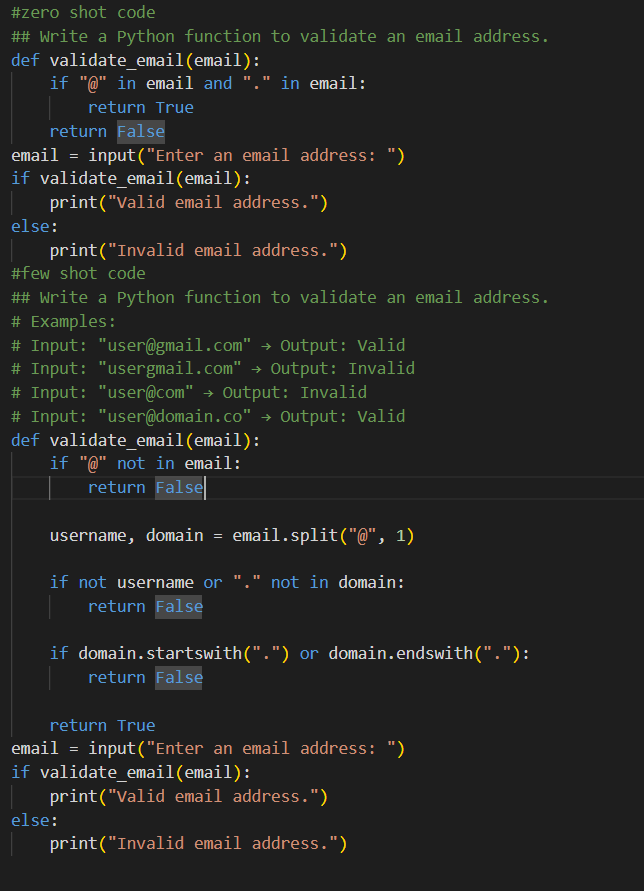 #zero shot code
## Write a Python function to validate an email address.
def validate_email(email):
    if "@" in email and "." in email:
        return True
    return False
email = input("Enter an email address: ")
if validate_email(email):
    print("Valid email address.")
else:
    print("Invalid email address.")
#few shot code
## Write a Python function to validate an email address.
# Examples:
# Input: "user@gmail.com" → Output: Valid
# Input: "usergmail.com" → Output: Invalid
# Input: "user@com" → Output: Invalid
# Input: "user@domain.co" → Output: Valid
def validate_email(email):
    if "@" not in email:
        return False

    username, domain = email.split("@", 1)

    if not username or "." not in domain:
        return False

    if domain.startswith(".") or domain.endswith("."):
        return False

    return True
email = input("Enter an email address: ")
if validate_email(email):
    print("Valid email address.")
else:
    print("Invalid email address.")